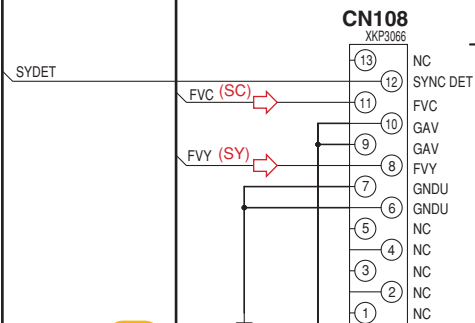 CN108
XKP3066
13 NC
SYDET 12 SYNC DET
FVC (SC) 11 FVC
10 GAV
9 GAV
FVY (SY) 8 FVY
7 GNDU
6 GNDU
5 NC
4 NC
3 NC
2 NC
1 NC